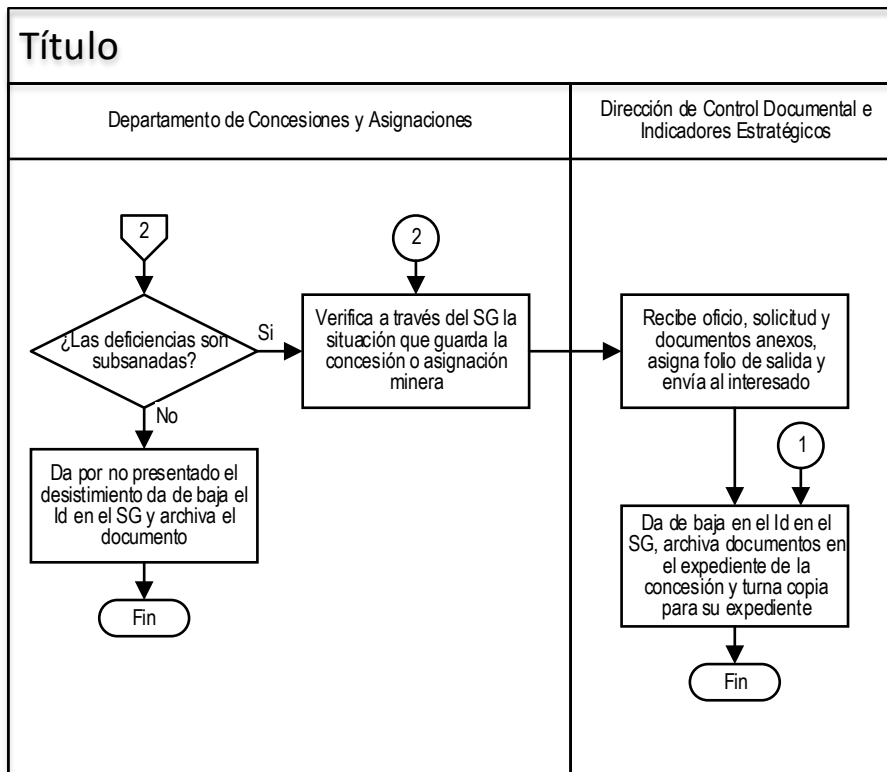 Título
Departamento de Concesiones y Asignaciones
Dirección de Control Documental e
Indicadores Estratégicos
2
¿Las deficiencias son
subsanadas?
Si
No
Da por no presentado el
desistimiento da de baja el
Id en el SG y archiva el
documento
Fin
2
Verifica a través del SG la
situación que guarda la
concesión o asignación
minera
Recibe oficio, solicitud y
documentos anexos,
asigna folio de salida y
envía al interesado
1
Da de baja en el Id en el
SG, archiva documentos en
el expediente de la
concesión y turna copia
para su expediente
Fin